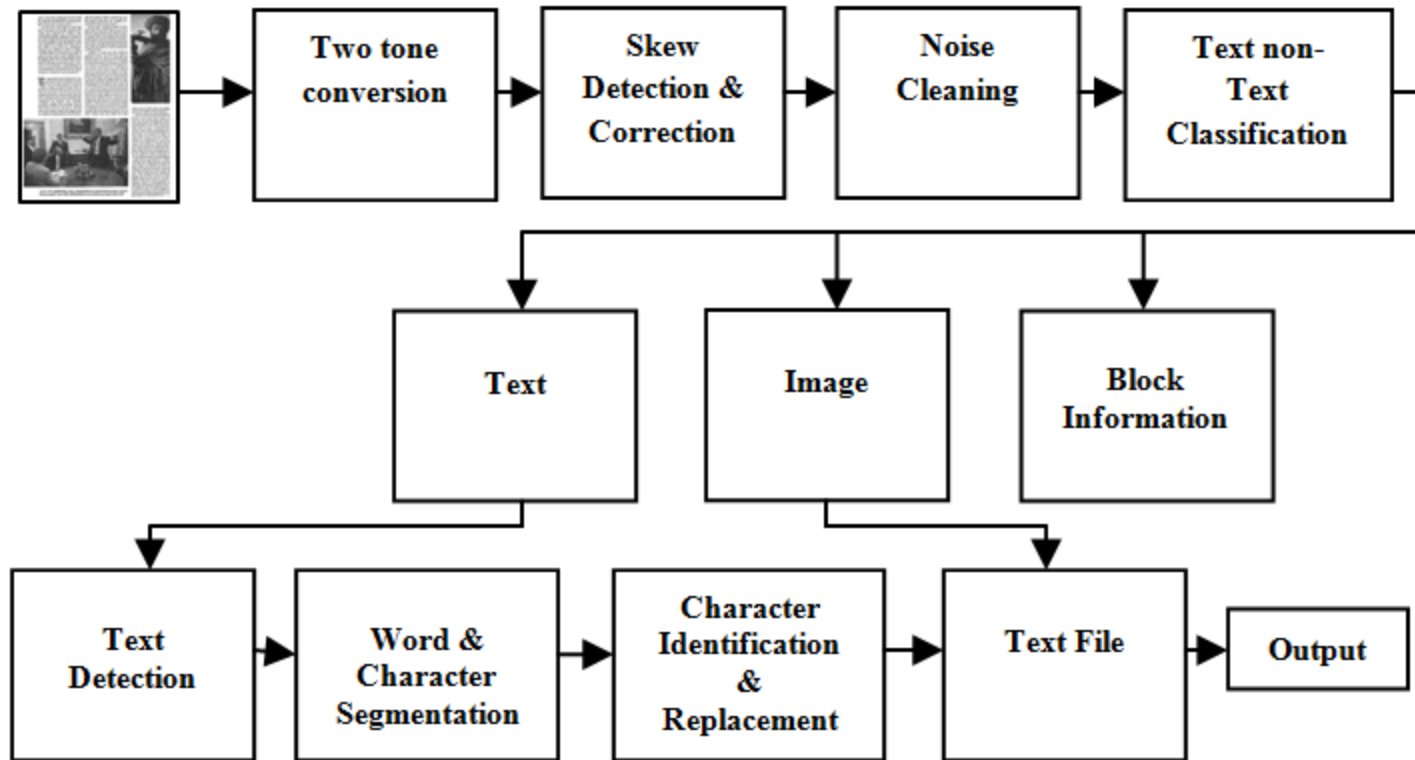 Two tone
conversion
Skew
Detection &
Correction
Noise
Cleaning
Text non-
Text
Classification
Text
Image
Block
Information
Text
Detection
Word &
Character
Segmentation
Character
Identification
&
Replacement
Text File
Output